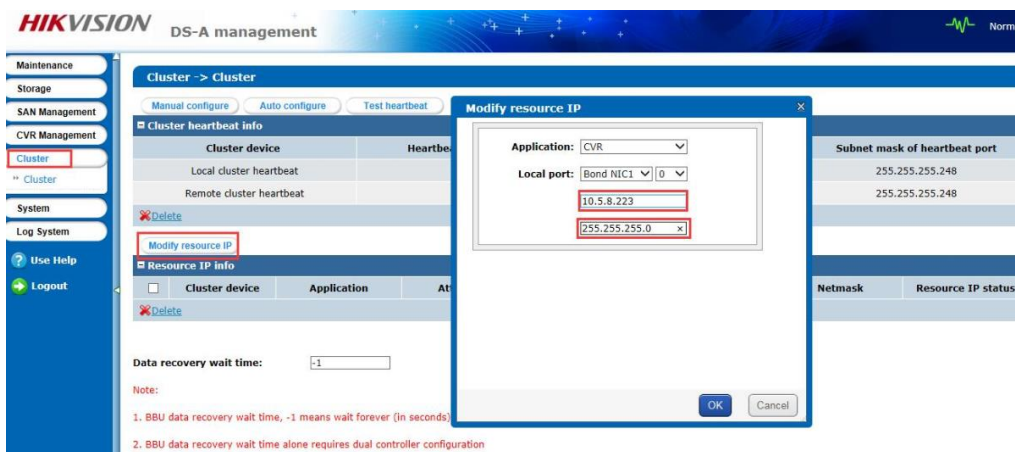 HIKVISION DS-A management
Norm
Maintenance
Storage
SAN Management
CVR Management
Cluster
Cluster
System
Log System
Use Help
Logout
Cluster -> Cluster
Manual configure Auto configure Test heartbeat
Cluster heartbeat info
Cluster device Heartbe Subnet mask of heartbeat port
Local cluster heartbeat 255.255.255.248
Remote cluster heartbeat 255.255.255.248
Delete
Modify resource IP
Resource IP info
Cluster device Application At Netmask Resource IP status
Delete
Data recovery wait time: -1
Note:
1. BBU data recovery wait time, -1 means wait forever (in seconds)
2. BBU data recovery wait time alone requires dual controller configuration
Modify resource IP ×
Application: CVR
Local port: Bond NIC1 0
10.5.8.223
255.255.255.0 ×
OK Cancel